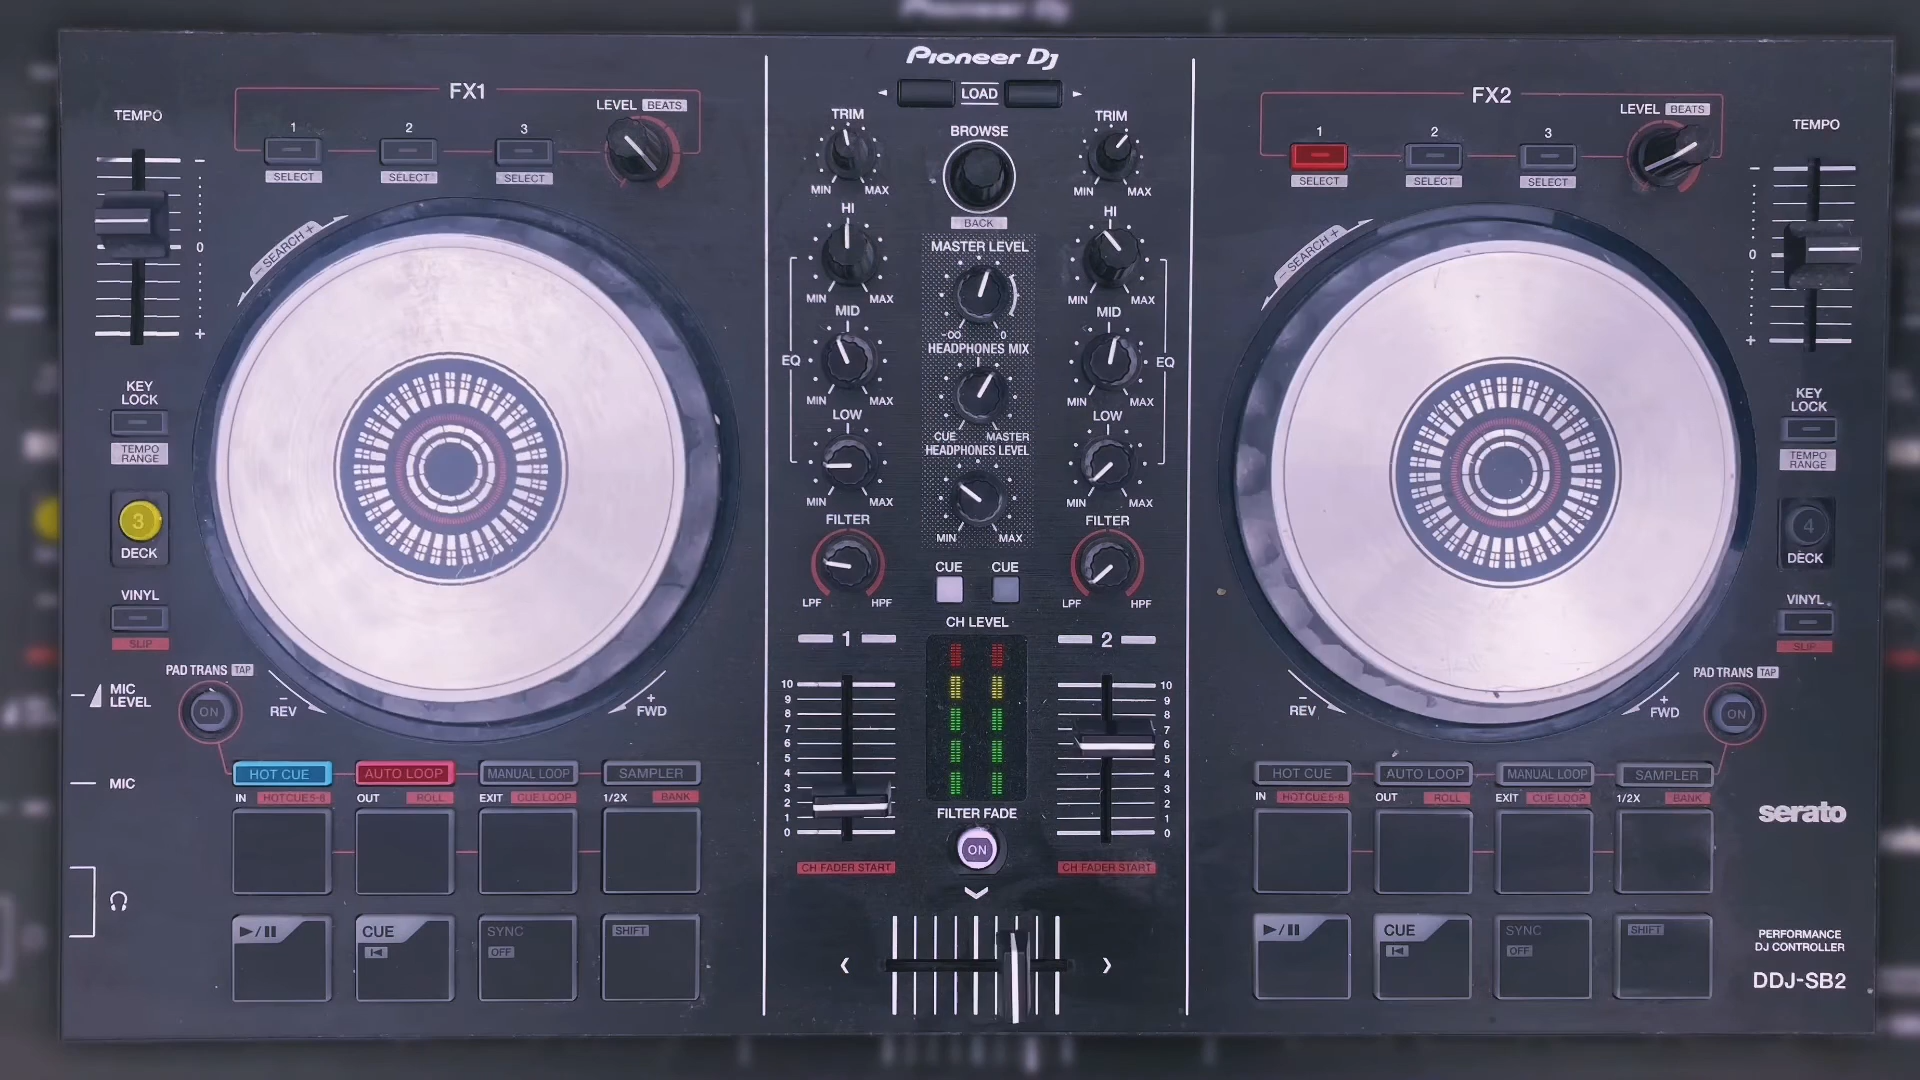 Pioneer Dj
LOAD
FX1
LEVEL BEATS
1 2 3
SELECT SELECT SELECT
TEMPO
−
0
+
− SEARCH +
KEY
LOCK
TEMPO
RANGE
3
DECK
VINYL
SLIP
PAD TRANS TAP
ON
MIC
LEVEL
MIC
−
REV
+
FWD
HOT CUE AUTO LOOP MANUAL LOOP SAMPLER
IN HOTCUE5-8 OUT ROLL EXIT CUE LOOP 1/2X BANK
CUE
SYNC
OFF
SHIFT
TRIM
MIN MAX
HI
MIN MAX
MID
EQ
MIN MAX
LOW
MIN MAX
FILTER
LPF HPF
1
10
9
8
7
6
5
4
3
2
1
0
CH FADER START
BROWSE
BACK
MASTER LEVEL
-∞ 0
HEADPHONES MIX
CUE MASTER
HEADPHONES LEVEL
MIN MAX
CUE CUE
CH LEVEL
FILTER FADE
ON
TRIM
MIN MAX
HI
MIN MAX
MID
EQ
MIN MAX
LOW
MIN MAX
FILTER
LPF HPF
2
10
9
8
7
6
5
4
3
2
1
0
CH FADER START
FX2
LEVEL BEATS
1 2 3
SELECT SELECT SELECT
TEMPO
−
0
+
− SEARCH +
KEY
LOCK
TEMPO
RANGE
4
DECK
VINYL
SLIP
PAD TRANS TAP
ON
−
REV
+
FWD
HOT CUE AUTO LOOP MANUAL LOOP SAMPLER
IN HOTCUE5-8 OUT ROLL EXIT CUE LOOP 1/2X BANK
CUE
SYNC
OFF
SHIFT
serato
PERFORMANCE
DJ CONTROLLER
DDJ-SB2